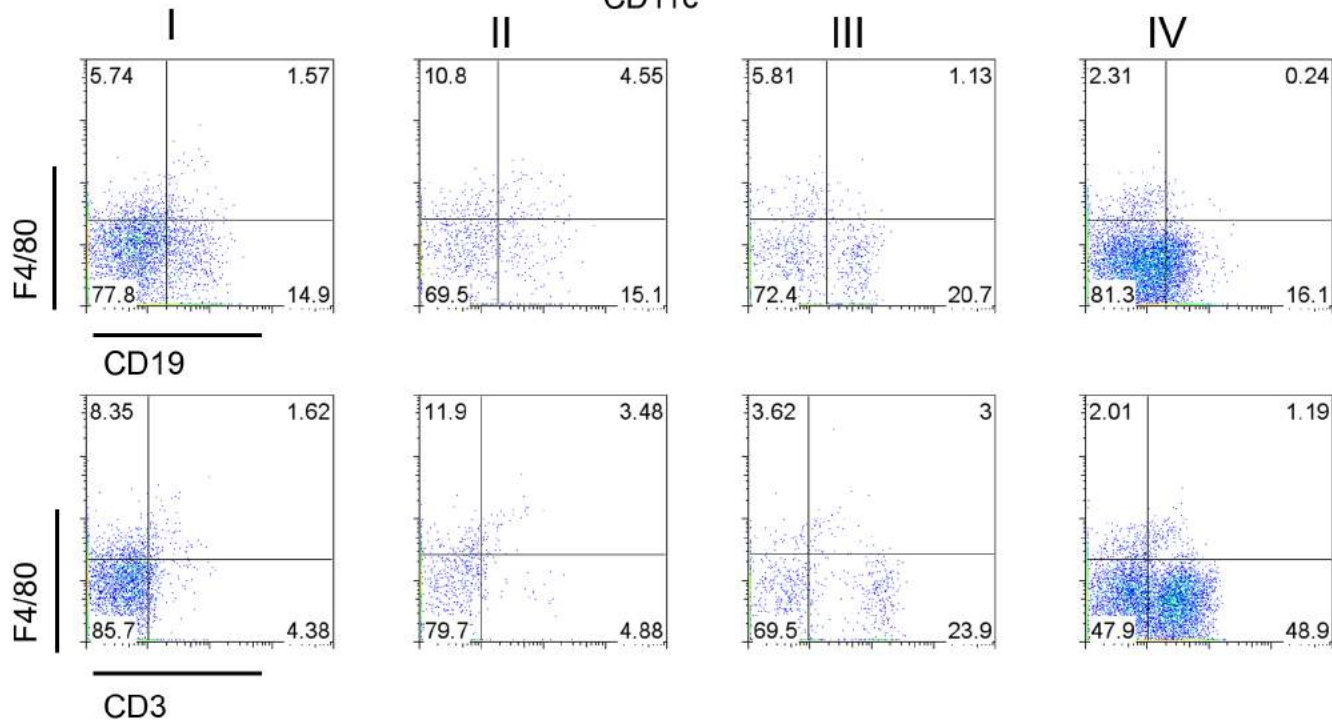 CD11c
I II III IV
5.74 1.57 10.8 4.55 5.81 1.13 2.31 0.24
F4/80
77.8 14.9 69.5 15.1 72.4 20.7 81.3 16.1
CD19
8.35 1.62 11.9 3.48 3.62 3 2.01 1.19
F4/80
85.7 4.38 79.7 4.88 69.5 23.9 47.9 48.9
CD3